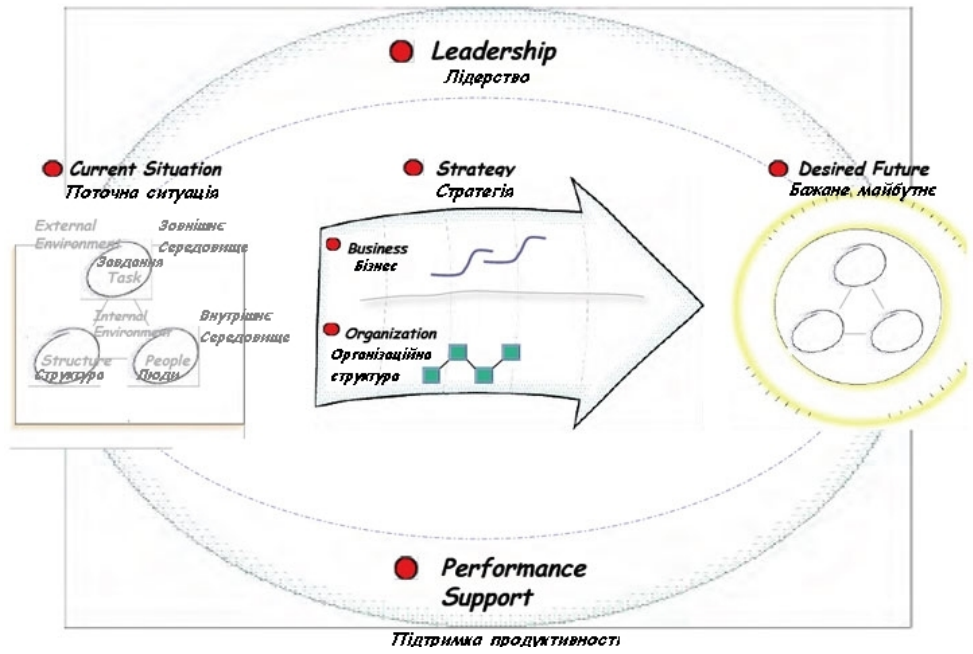 Leadership
Лідерство
Current Situation
Поточна ситуація
Strategy
Стратегія
Desired Future
Бажане майбутнє
External
Environment
Зовнішнє
Середовище
Завдання
Task
Internal
Environment
Внутрішнє
Середовище
Structure
Структура
People
Люди
Business
Бізнес
Organization
Організаційна
структура
Performance
Support
Підтримка продуктивності